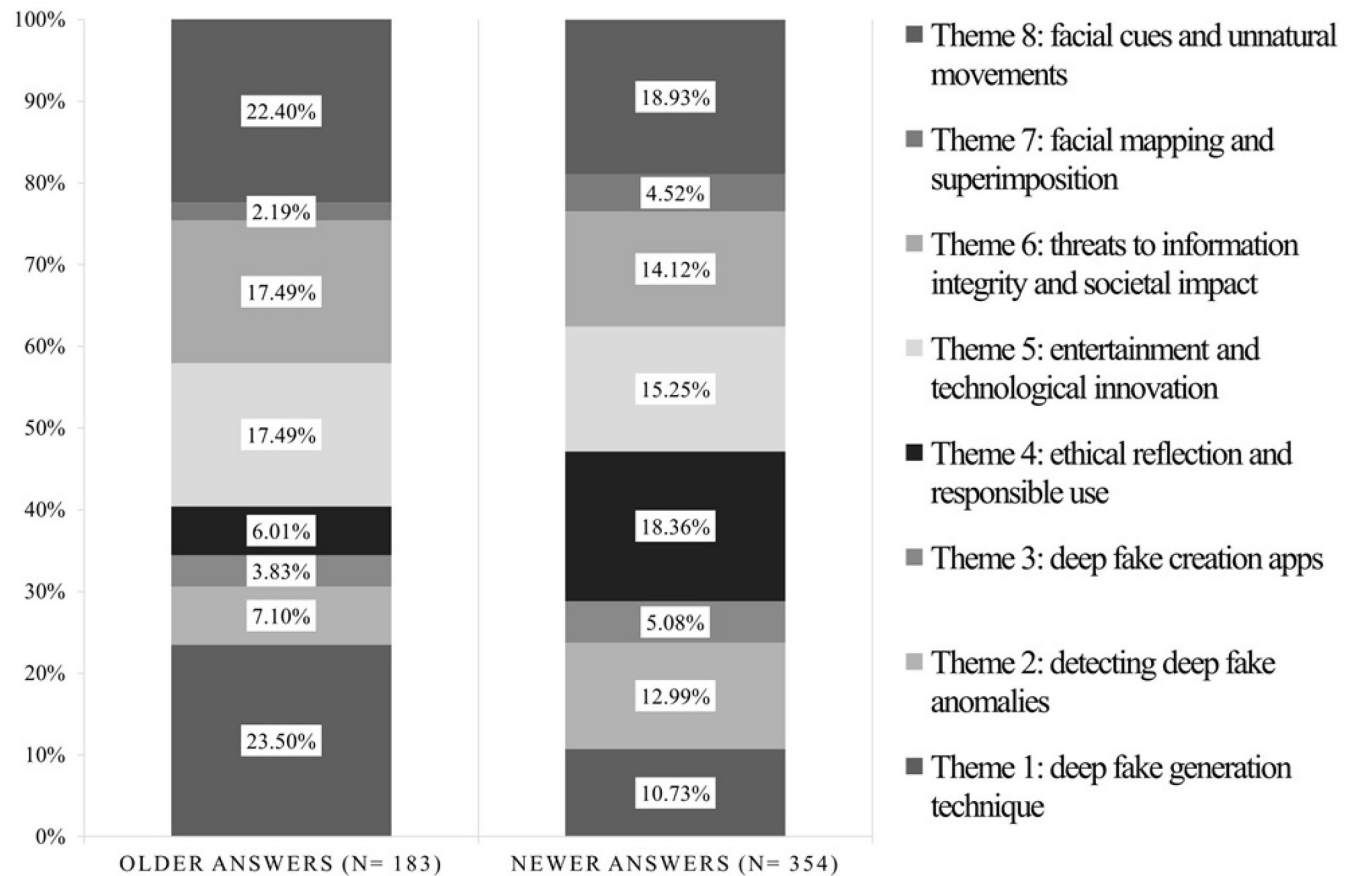 100%
90%
80%
70%
60%
50%
40%
30%
20%
10%
0%
22.40%
2.19%
17.49%
17.49%
6.01%
3.83%
7.10%
23.50%
18.93%
4.52%
14.12%
15.25%
18.36%
5.08%
12.99%
10.73%
OLDER ANSWERS (N= 183)
NEWER ANSWERS (N= 354)
Theme 8: facial cues and unnatural
movements
Theme 7: facial mapping and
superimposition
Theme 6: threats to information
integrity and societal impact
Theme 5: entertainment and
technological innovation
Theme 4: ethical reflection and
responsible use
Theme 3: deep fake creation apps
Theme 2: detecting deep fake
anomalies
Theme 1: deep fake generation
technique